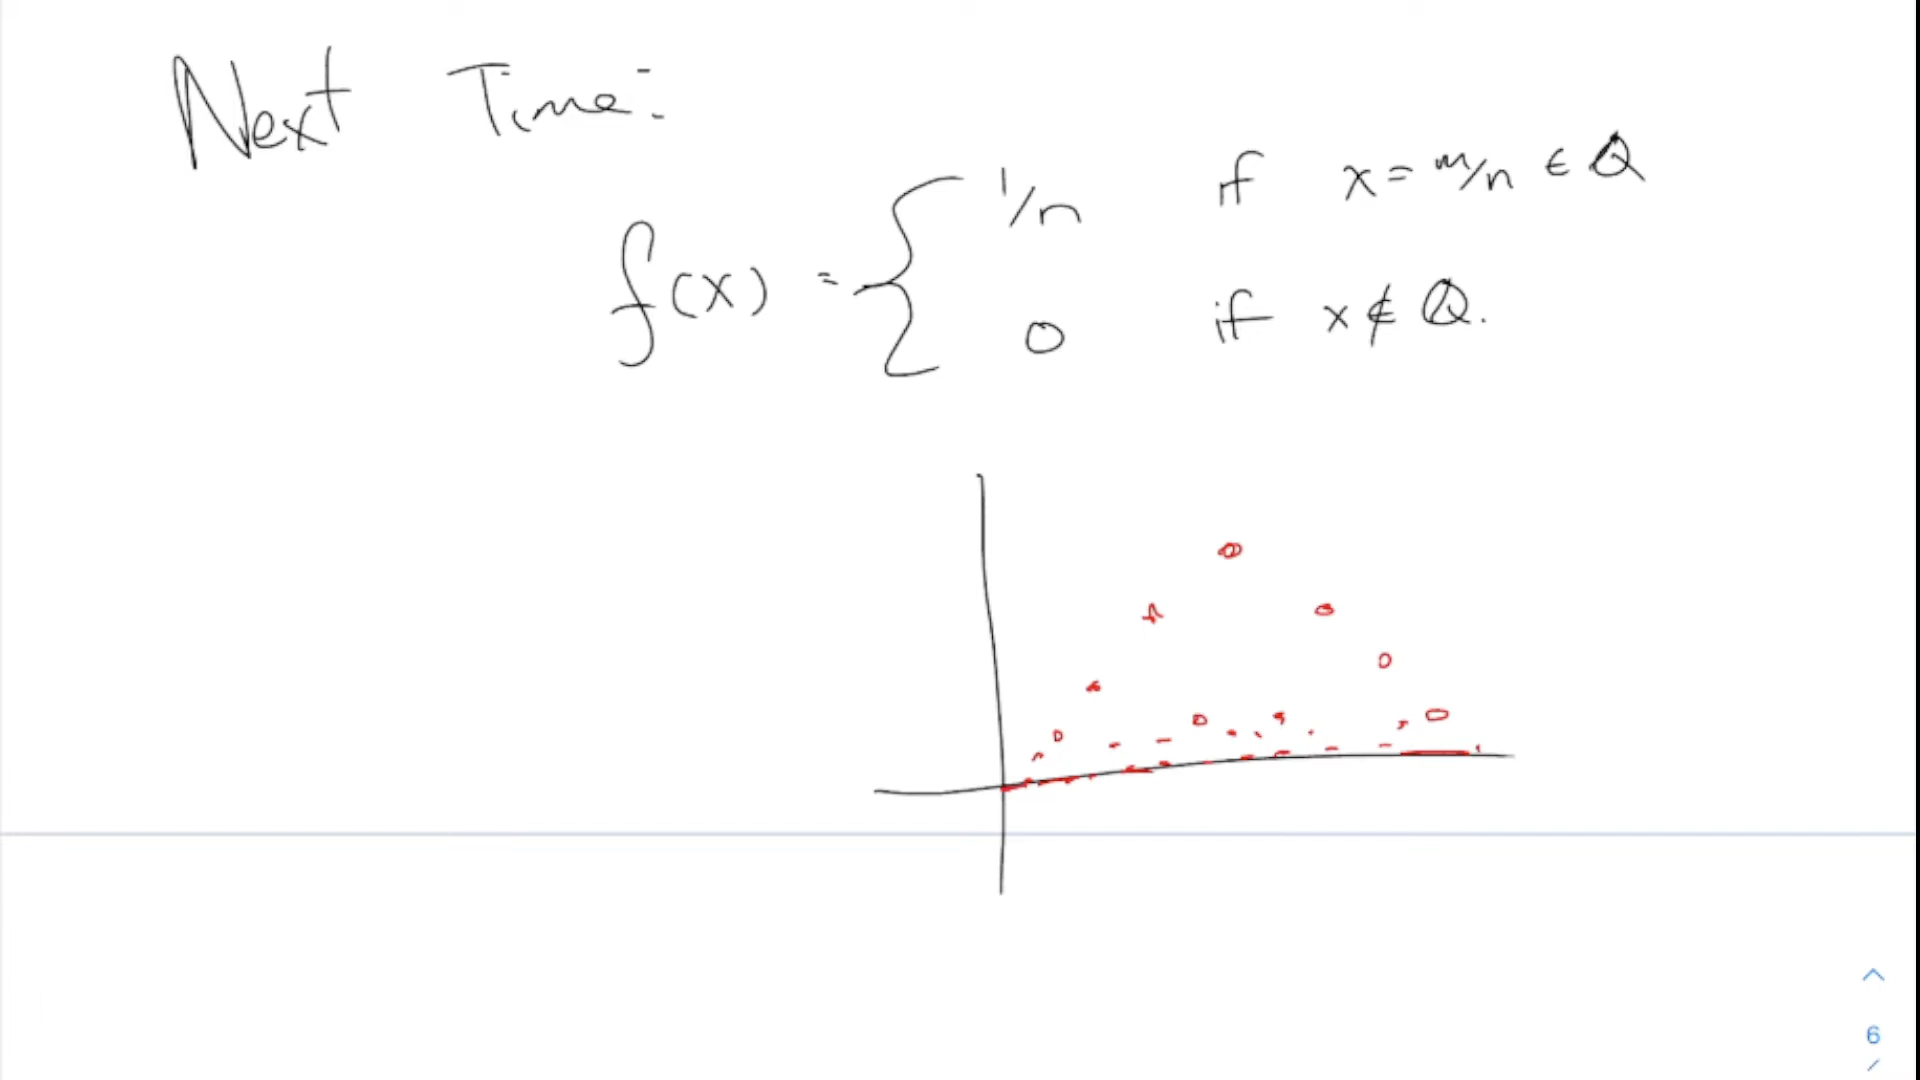 Next Time:
1/n if x = m/n ∈ Q
f(x) = {
0 if x ∉ Q.
6